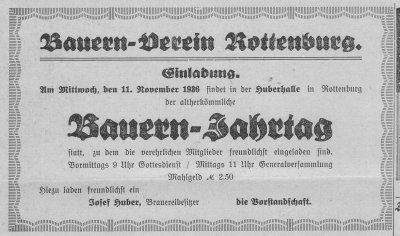 Bauern-Verein Rottenburg.
Einladung.
Am Mittwoch, den 11. November 1936 findet in der Huberhalle in Rottenburg
der altherkömmliche
Bauern-Jahrtag
statt, zu dem die verehrlichen Mitglieder freundlichst eingeladen sind.
Vormittags 9 Uhr Gottesdienst / Mittags 11 Uhr Generalversammlung
Mahlgeld ℳ 2.50
Hiezu laden freundlichst ein
Josef Huber, Brauereibesitzer die Vorstandschaft.